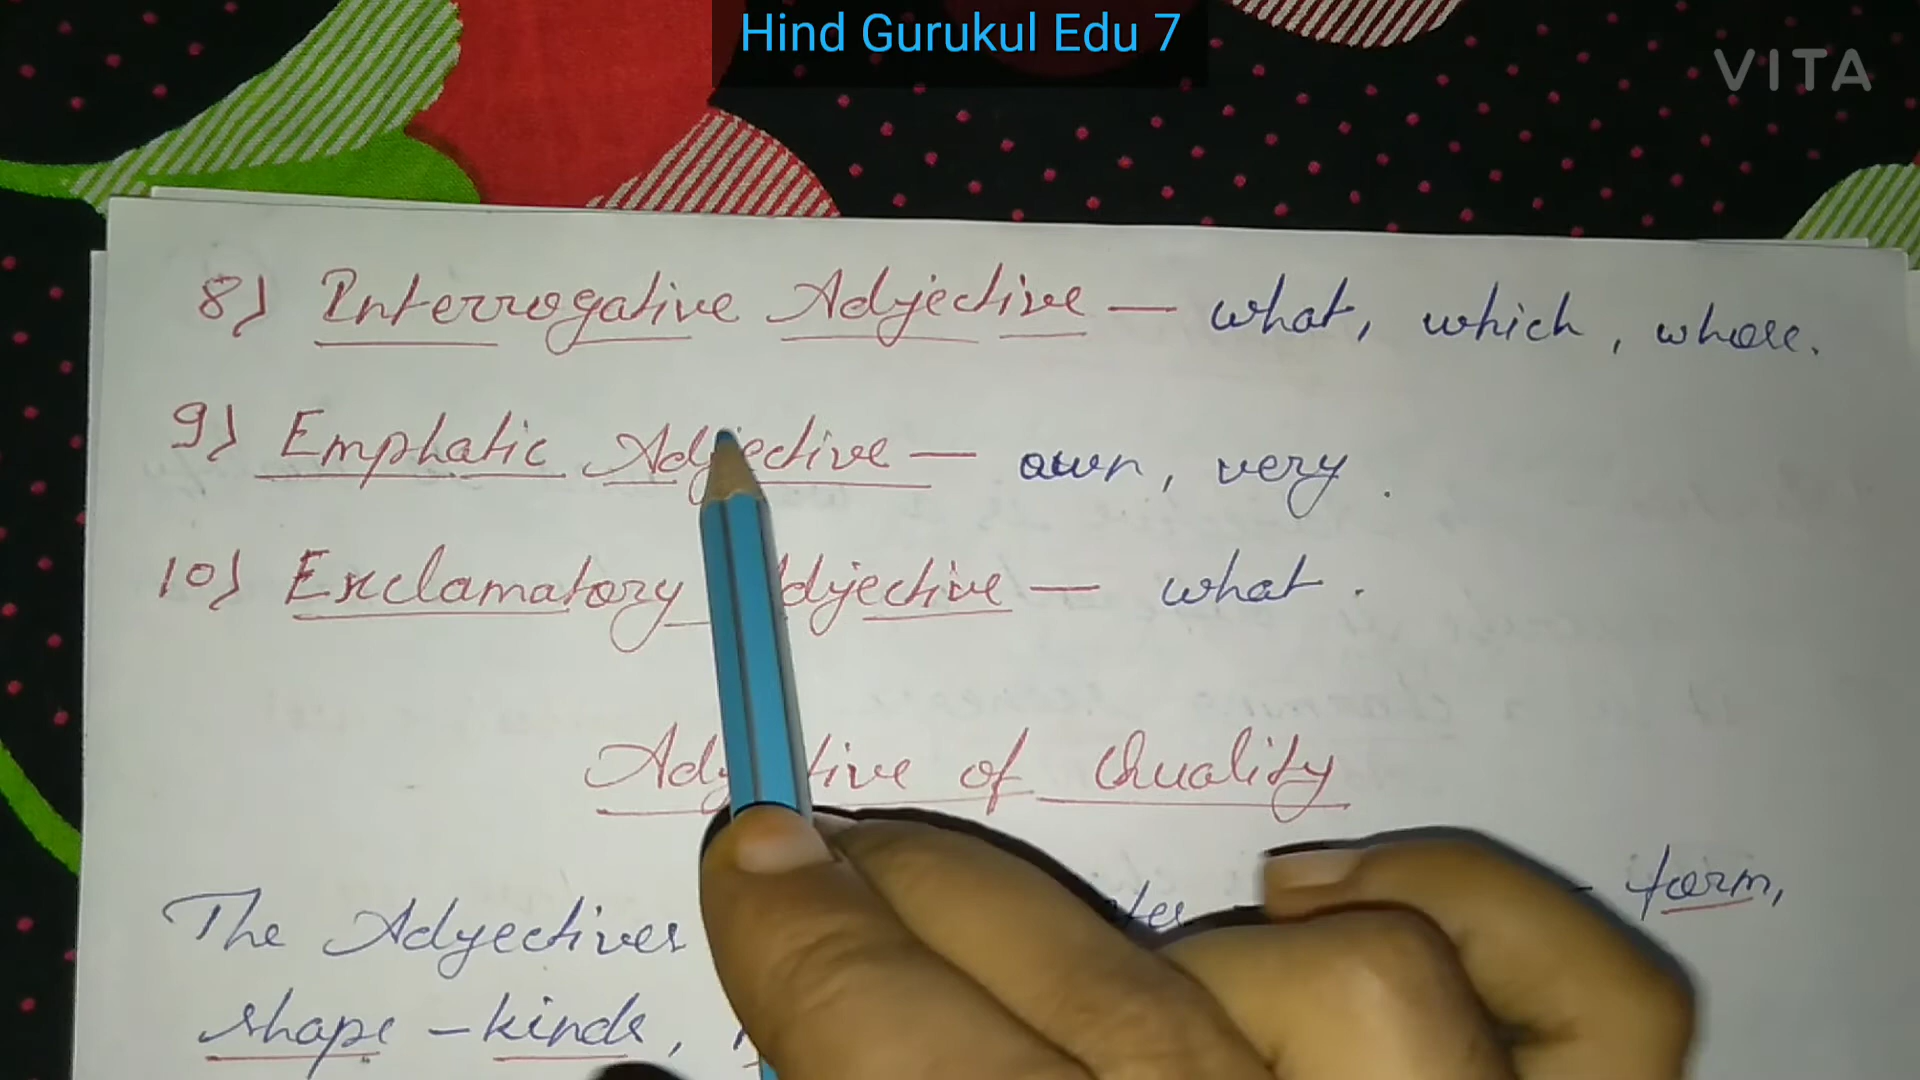 Hind Gurukul Edu 7
VITA
8) Interrogative Adjective — what, which, whose.
9) Emphatic Adjective — own, very.
10) Exclamatory Adjective — what.
Adjective of Quality
The Adjectives form,
shape - kinds,